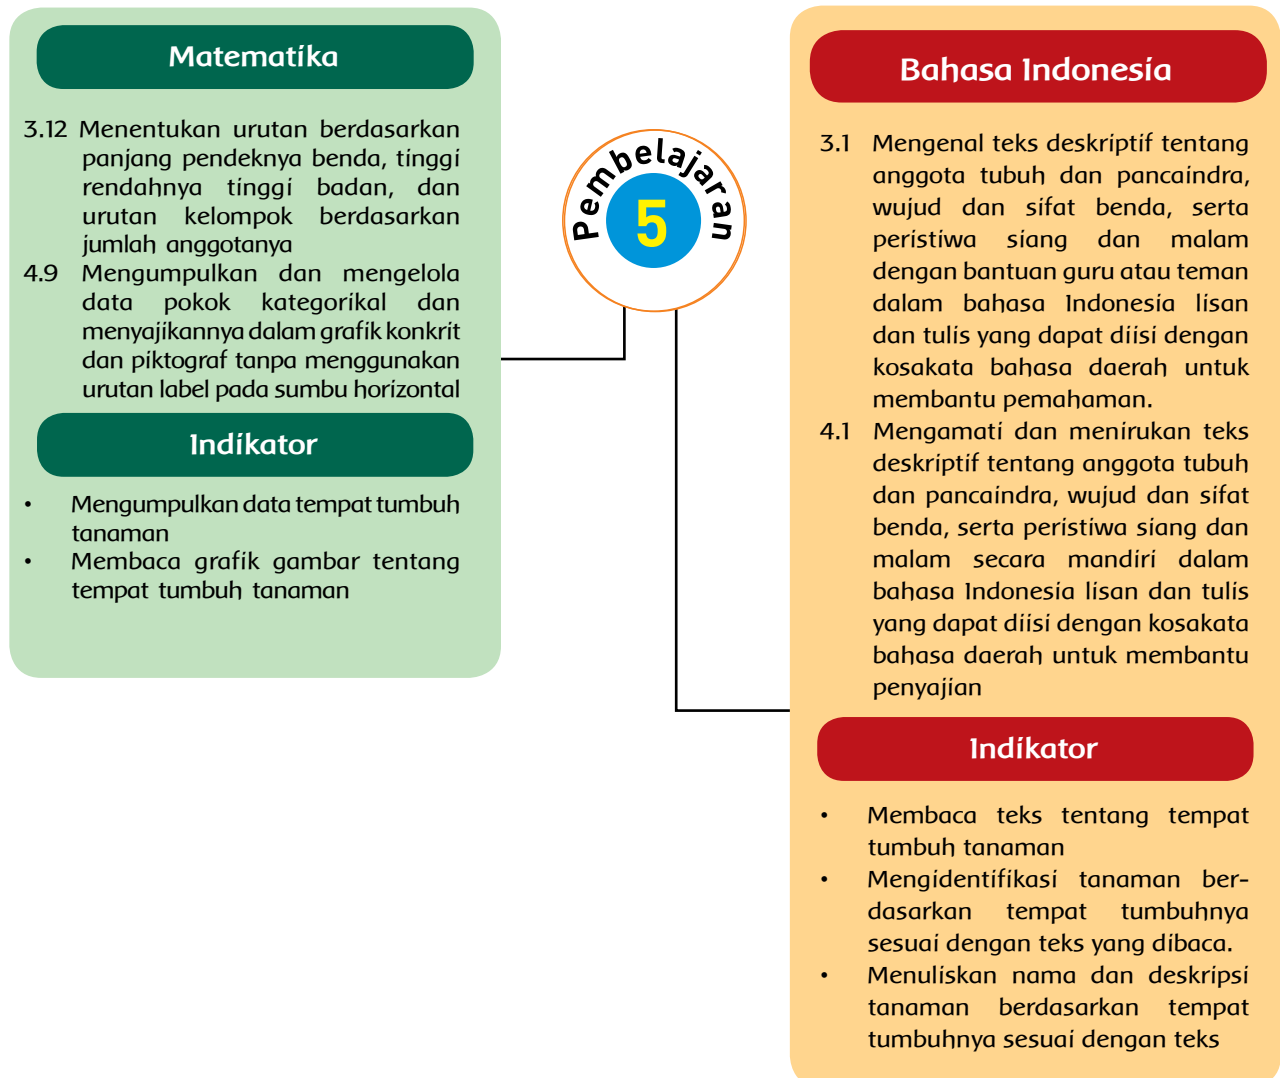 Matematika
3.12 Menentukan urutan berdasarkan
panjang pendeknya benda, tinggi
rendahnya tinggi badan, dan
urutan kelompok berdasarkan
jumlah anggotanya
4.9 Mengumpulkan dan mengelola
data pokok kategorikal dan
menyajikannya dalam grafik konkrit
dan piktograf tanpa menggunakan
urutan label pada sumbu horizontal
Indikator
• Mengumpulkan data tempat tumbuh
tanaman
• Membaca grafik gambar tentang
tempat tumbuh tanaman
Pembelajaran
5
Bahasa Indonesia
3.1 Mengenal teks deskriptif tentang
anggota tubuh dan pancaindra,
wujud dan sifat benda, serta
peristiwa siang dan malam
dengan bantuan guru atau teman
dalam bahasa Indonesia lisan
dan tulis yang dapat diisi dengan
kosakata bahasa daerah untuk
membantu pemahaman.
4.1 Mengamati dan menirukan teks
deskriptif tentang anggota tubuh
dan pancaindra, wujud dan sifat
benda, serta peristiwa siang dan
malam secara mandiri dalam
bahasa Indonesia lisan dan tulis
yang dapat diisi dengan kosakata
bahasa daerah untuk membantu
penyajian
Indikator
• Membaca teks tentang tempat
tumbuh tanaman
• Mengidentifikasi tanaman ber-
dasarkan tempat tumbuhnya
sesuai dengan teks yang dibaca.
• Menuliskan nama dan deskripsi
tanaman berdasarkan tempat
tumbuhnya sesuai dengan teks